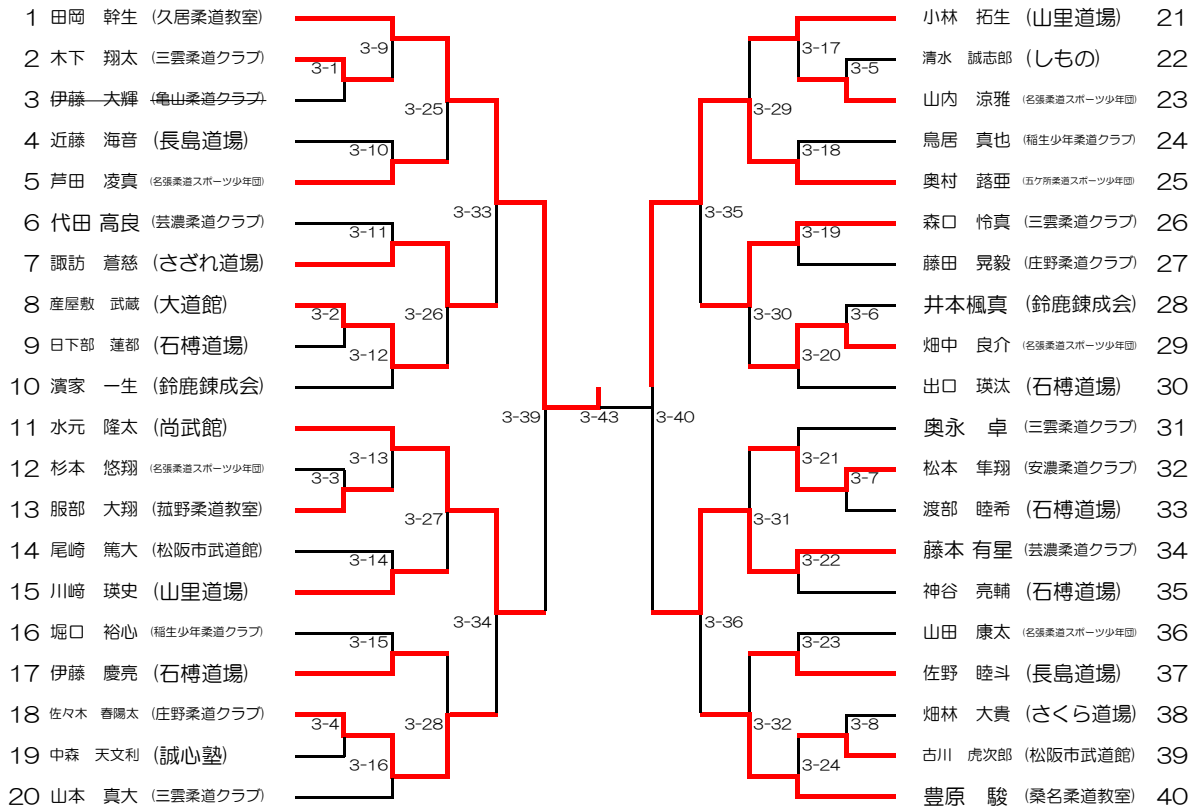 1 田岡 幹生 (久居柔道教室)
2 木下 翔太 (三雲柔道クラブ)
3 伊藤 大輝 (亀山柔道クラブ)
4 近藤 海音 (長島道場)
5 芦田 凌真 (名張柔道スポーツ少年団)
6 代田 高良 (芸濃柔道クラブ)
7 諏訪 蒼慈 (さざれ道場)
8 産屋敷 武蔵 (大道館)
9 日下部 蓮都 (石榑道場)
10 濱家 一生 (鈴鹿錬成会)
11 水元 隆太 (尚武館)
12 杉本 悠翔 (名張柔道スポーツ少年団)
13 服部 大翔 (菰野柔道教室)
14 尾崎 篤大 (松阪市武道館)
15 川﨑 瑛史 (山里道場)
16 堀口 裕心 (稲生少年柔道クラブ)
17 伊藤 慶亮 (石榑道場)
18 佐々木 春陽太 (庄野柔道クラブ)
19 中森 天文利 (誠心塾)
20 山本 真大 (三雲柔道クラブ)
3-1
3-2
3-3
3-4
3-9
3-10
3-11
3-12
3-13
3-14
3-15
3-16
3-25
3-26
3-27
3-28
3-33
3-34
3-39
3-43
3-40
3-35
3-36
3-29
3-30
3-31
3-32
3-17
3-18
3-19
3-20
3-21
3-22
3-23
3-24
3-5
3-6
3-7
3-8
小林 拓生 (山里道場) 21
清水 誠志郎 (しもの) 22
山内 涼雅 (名張柔道スポーツ少年団) 23
鳥居 真也 (稲生少年柔道クラブ) 24
奥村 蕗亜 (五ケ所柔道スポーツ少年団) 25
森口 怜真 (三雲柔道クラブ) 26
藤田 晃毅 (庄野柔道クラブ) 27
井本楓真 (鈴鹿錬成会) 28
畑中 良介 (名張柔道スポーツ少年団) 29
出口 瑛汰 (石榑道場) 30
奥永 卓 (三雲柔道クラブ) 31
松本 隼翔 (安濃柔道クラブ) 32
渡部 睦希 (石榑道場) 33
藤本 有星 (芸濃柔道クラブ) 34
神谷 亮輔 (石榑道場) 35
山田 康太 (名張柔道スポーツ少年団) 36
佐野 睦斗 (長島道場) 37
畑林 大貴 (さくら道場) 38
古川 虎次郎 (松阪市武道館) 39
豊原 駿 (桑名柔道教室) 40